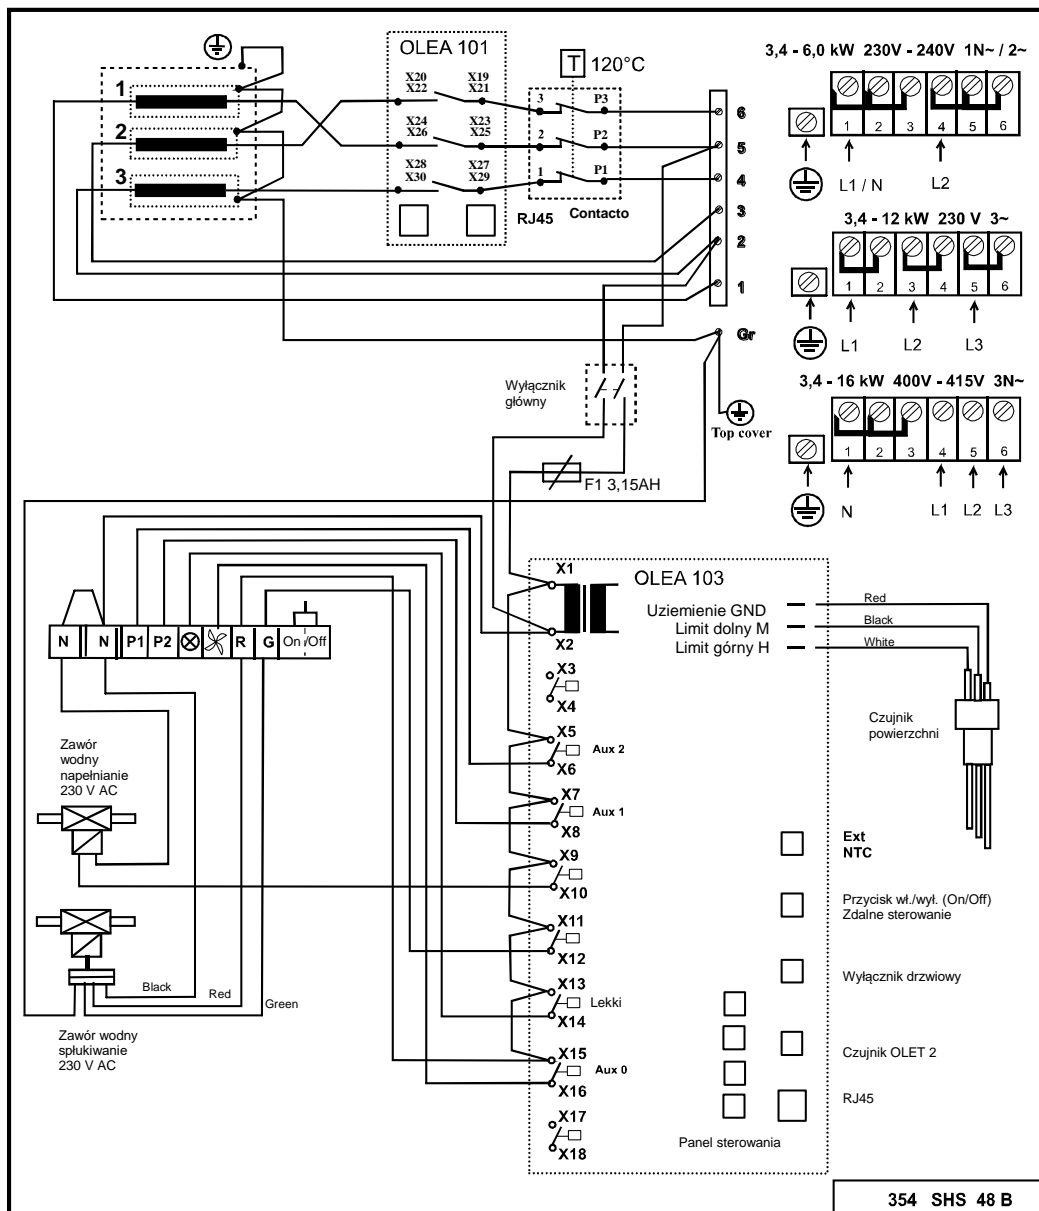 OLEA 101
T 120°C
1
2
3
X20
X22
X19
X21
X24
X26
X23
X25
X28
X30
X27
X29
3
2
1
P3
P2
P1
RJ45
Contacto
6
5
4
3
2
1
Gr
Top cover
Wyłącznik
główny
F1 3,15AH
3,4 - 6,0 kW 230V - 240V 1N~ / 2~
1 2 3 4 5 6
L1 / N L2
3,4 - 12 kW 230 V 3~
1 2 3 4 5 6
L1 L2 L3
3,4 - 16 kW 400V - 415V 3N~
1 2 3 4 5 6
N L1 L2 L3
N N P1 P2 R G On/Off
Zawór
wodny
napełnianie
230 V AC
Black
Red
Green
Zawór wodny
spłukiwanie
230 V AC
OLEA 103
X1
X2
X3
X4
X5
Aux 2
X6
X7
Aux 1
X8
X9
X10
X11
X12
X13
Lekki
X14
X15
Aux 0
X16
X17
X18
Uziemienie GND
Limit dolny M
Limit górny H
Red
Black
White
Czujnik
powierzchni
Ext
NTC
Przycisk wł./wył. (On/Off)
Zdalne sterowanie
Wyłącznik drzwiowy
Czujnik OLET 2
RJ45
Panel sterowania
354 SHS 48 B